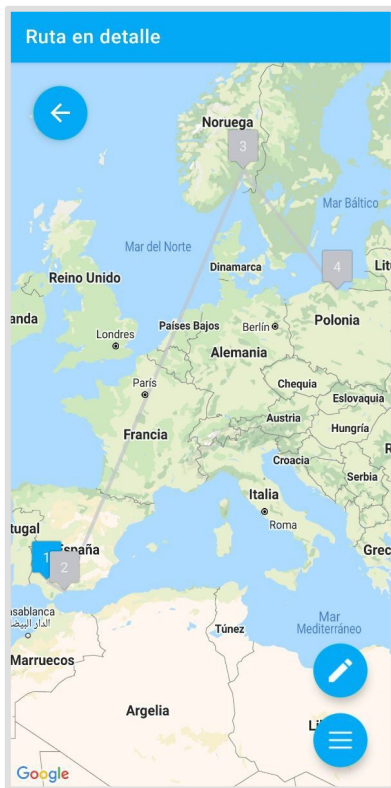 Ruta en detalle
Noruega
3
Mar Báltico
Mar del Norte
Dinamarca
4
Lit
Reino Unido
anda
Londres
Países Bajos
Berlín
Polonia
Alemania
París
Chequia
Eslovaquia
Austria
Hungría
Francia
Croacia
R
Serbia
Italia
Roma
tugal
España
1
2
Grec
asablanca
الدار البيضـ
Túnez
Mar
Mediterráneo
Marruecos
Argelia
Li
Google